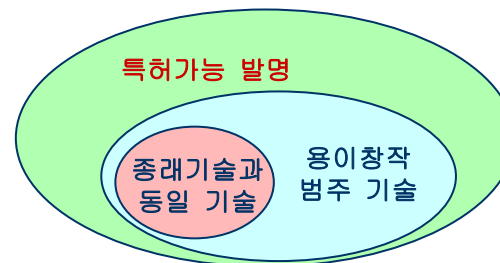 특허가능 발명
종래기술과
동일 기술
용이창작
범주 기술